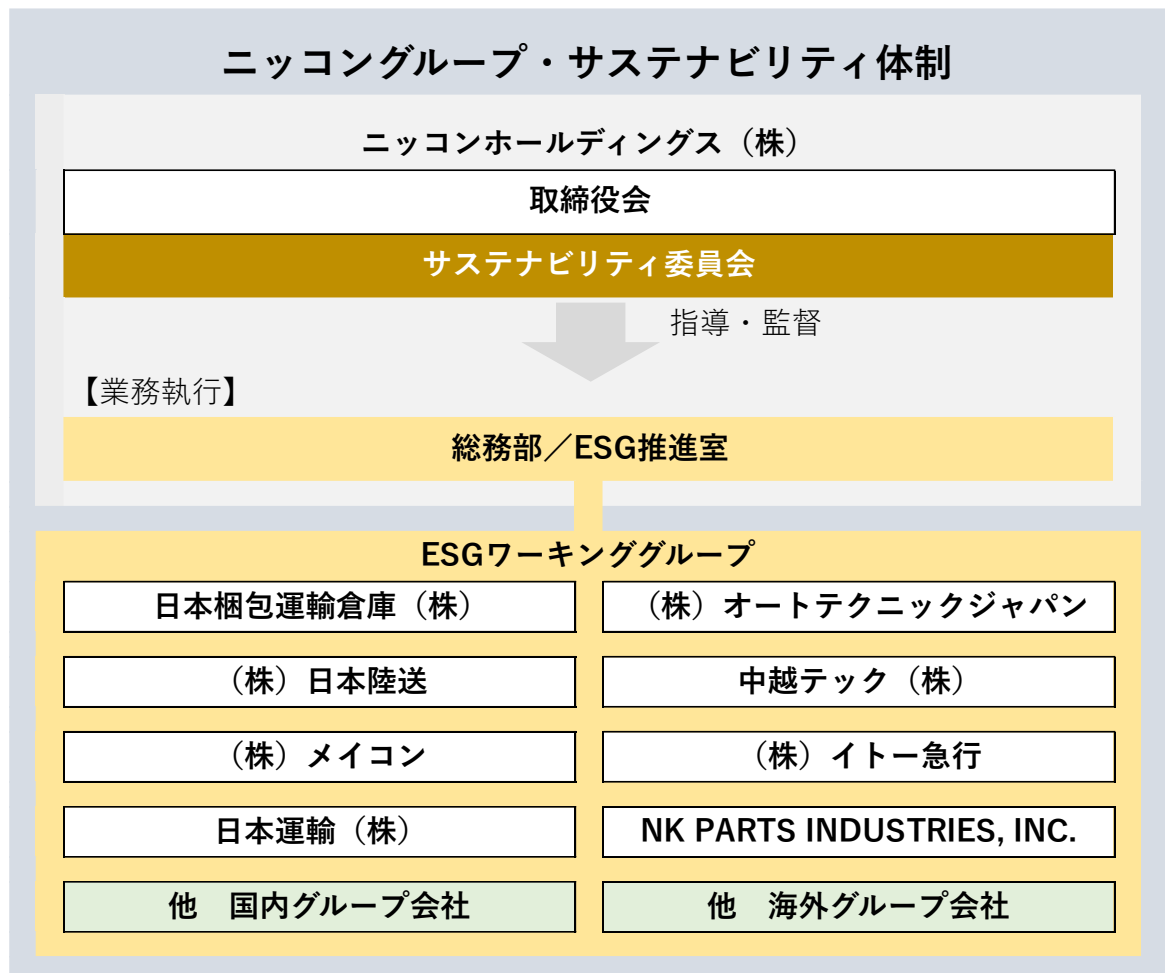 ニッコングループ・サステナビリティ体制
ニッコンホールディングス（株）
取締役会
サステナビリティ委員会
指導・監督
【業務執行】
総務部／ESG推進室
ESGワーキンググループ
日本梱包運輸倉庫（株）
（株）オートテクニックジャパン
（株）日本陸送
中越テック（株）
（株）メイコン
（株）イトー急行
日本運輸（株）
NK PARTS INDUSTRIES, INC.
他　国内グループ会社
他　海外グループ会社